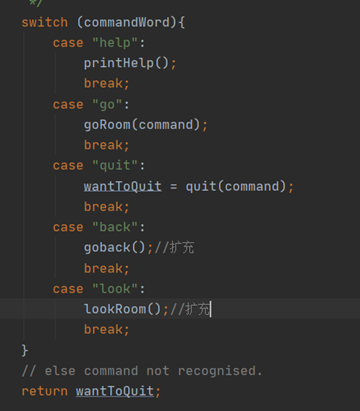 */
switch (commandWord){
case "help":
printHelp();
break;
case "go":
goRoom(command);
break;
case "quit":
wantToQuit = quit(command);
break;
case "back":
goback();//扩充
break;
case "look":
lookRoom();//扩充
break;
}
// else command not recognised.
return wantToQuit;